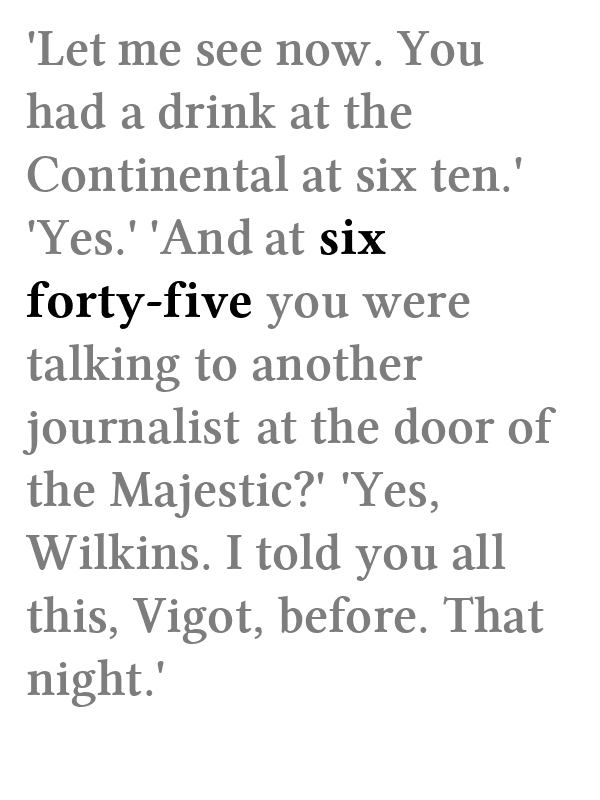 'Let me see now. You
had a drink at the
Continental at six ten.'
'Yes.' 'And at six
forty-five you were
talking to another
journalist at the door of
the Majestic?' 'Yes,
Wilkins. I told you all
this, Vigot, before. That
night.'